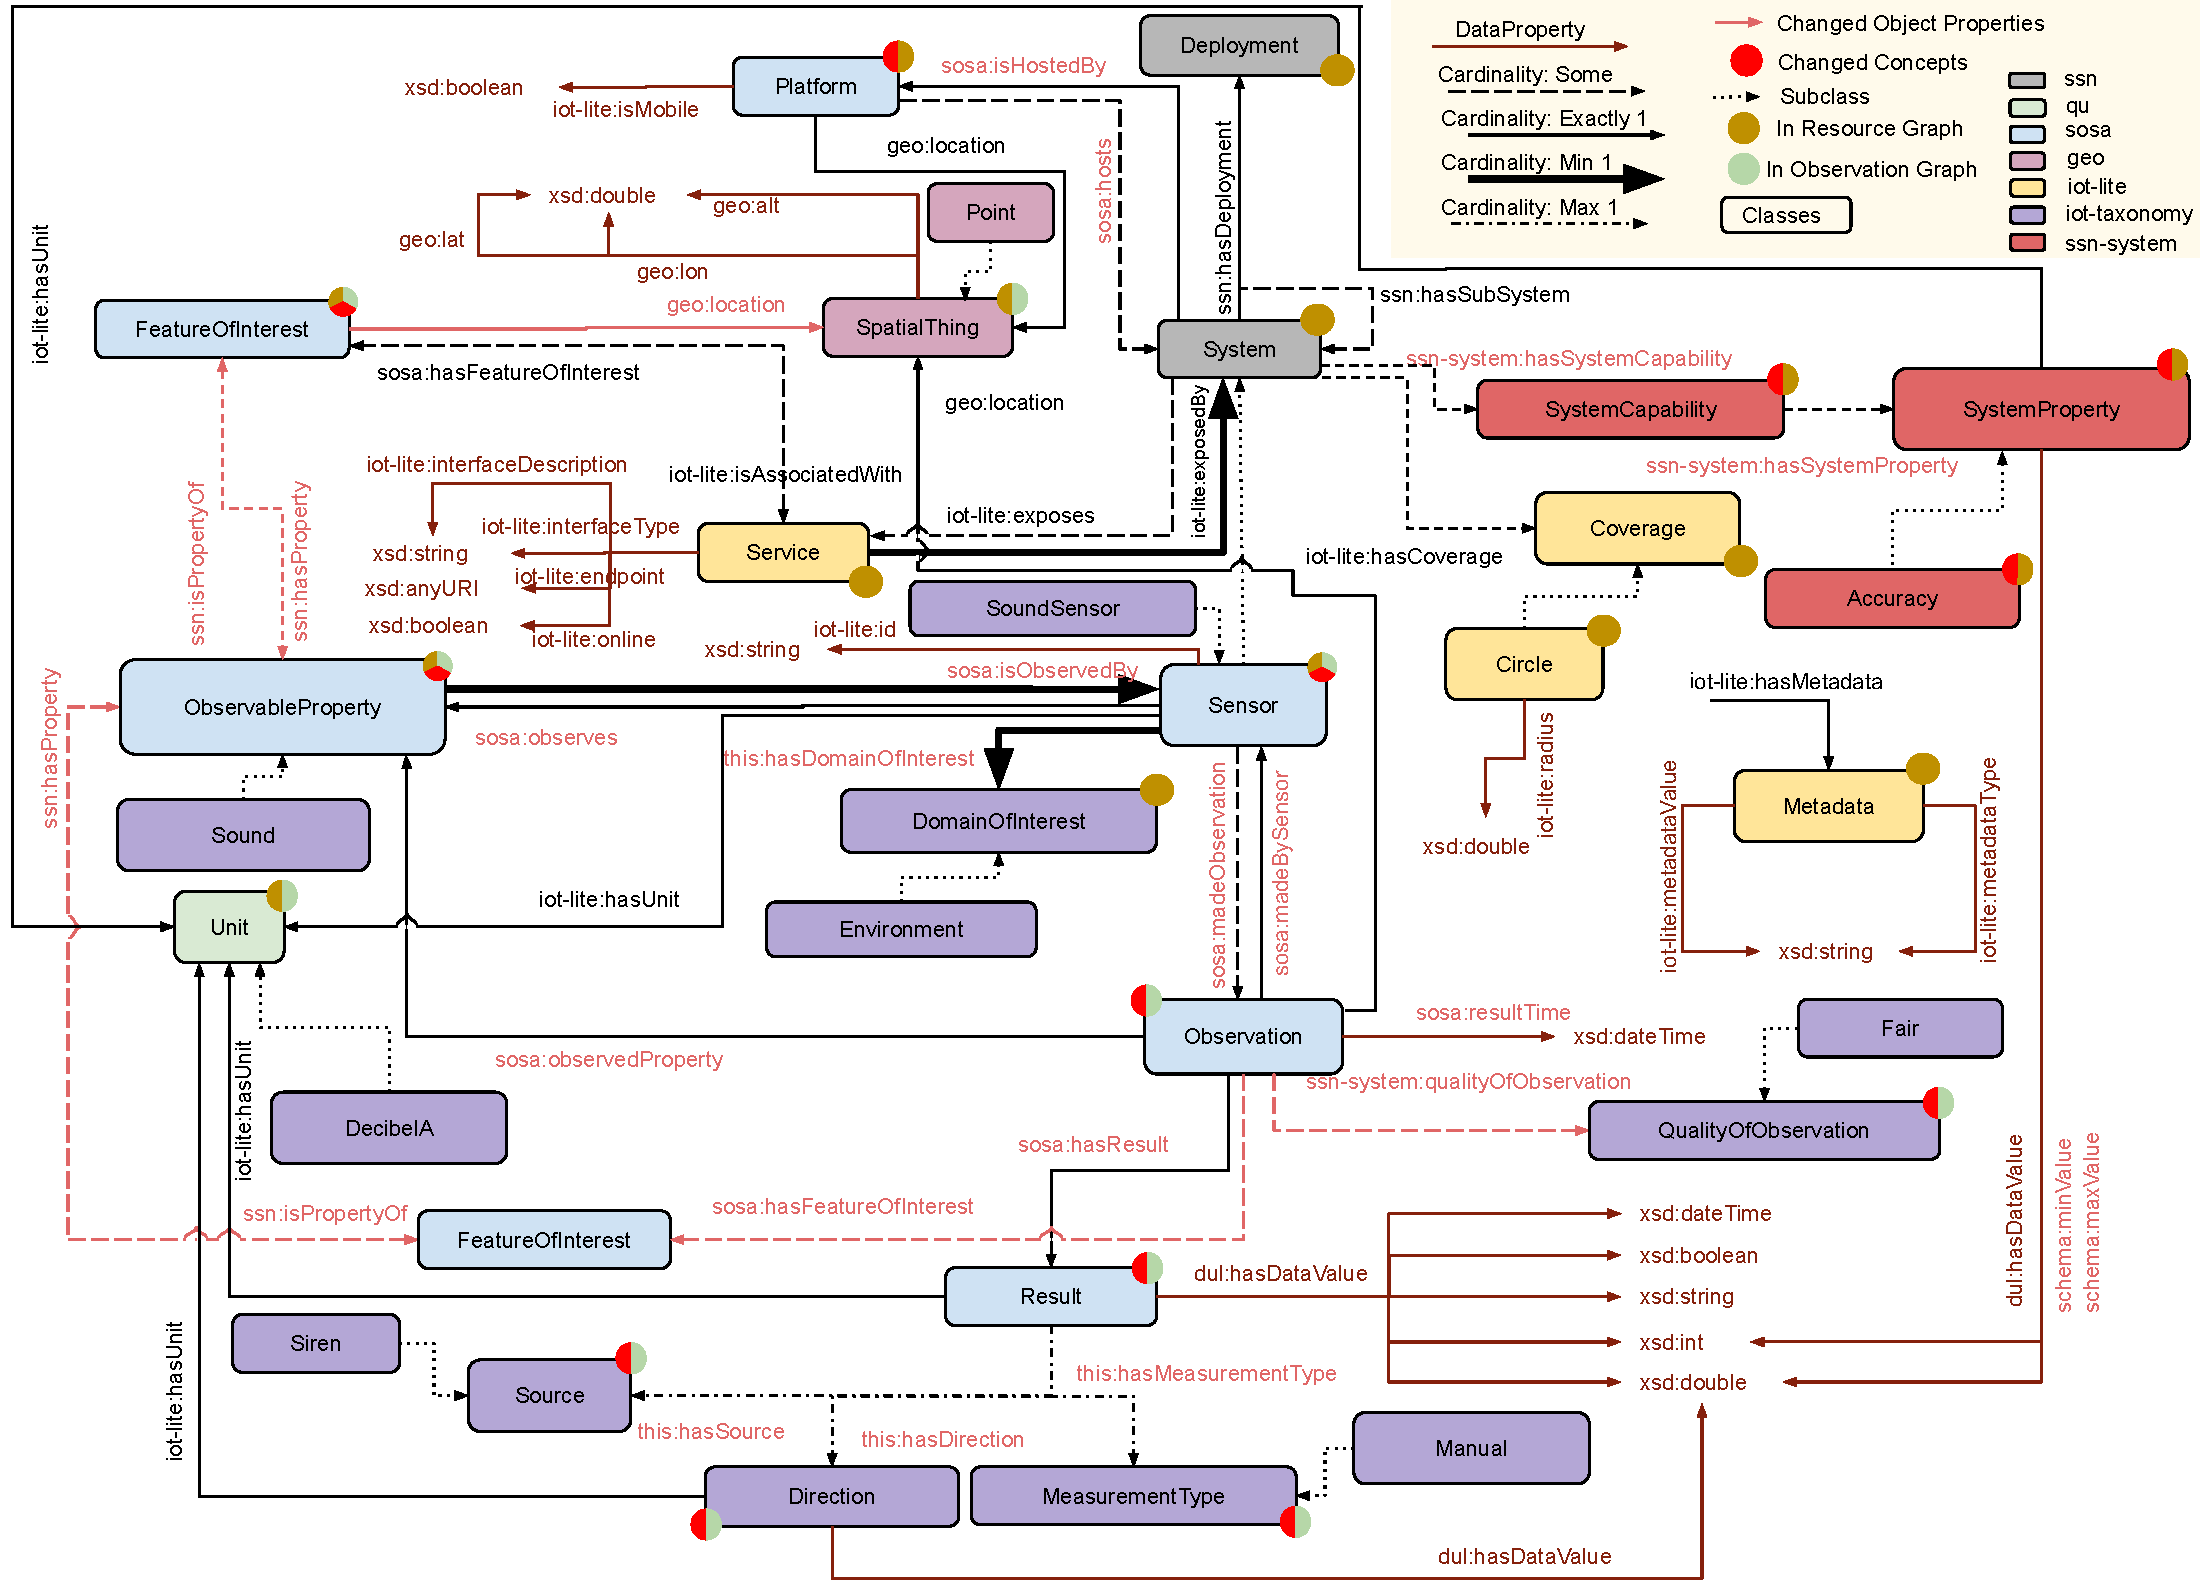 Deployment
DataProperty
Changed Object Properties
Platform
sosa:isHostedBy
Changed Concepts
ssn
xsd:boolean
Cardinality: Some
Subclass
qu
iot-lite:isMobile
Cardinality: Exactly 1
In Resource Graph
sosa
geo:location
Cardinality: Min 1
In Observation Graph
geo
iot-lite
Cardinality: Max 1
Classes
iot-taxonomy
ssn-system
xsd:double
geo:alt
Point
sosa:hosts
ssn:hasDeployment
geo:lat
geo:lon
iot-lite:hasUnit
ssn:hasSubSystem
geo:location
FeatureOfInterest
SpatialThing
System
ssn-system:hasSystemCapability
sosa:hasFeatureOfInterest
geo:location
iot-lite:exposedBy
SystemCapability
SystemProperty
iot-lite:interfaceDescription
iot-lite:isAssociatedWith
ssn-system:hasSystemProperty
ssn:isPropertyOf
ssn:hasProperty
iot-lite:interfaceType
iot-lite:exposes
Coverage
xsd:string
Service
iot-lite:hasCoverage
iot-lite:endpoint
xsd:anyURI
SoundSensor
Accuracy
xsd:boolean
iot-lite:online
iot-lite:id
xsd:string
sosa:isObservedBy
Circle
iot-lite:hasMetadata
ssn:hasProperty
ObservableProperty
Sensor
sosa:observes
this:hasDomainOfInterest
iot-lite:radius
sosa:madeObservation
sosa:madeBySensor
iot-lite:metadataValue
iot-lite:metadataType
Metadata
Sound
DomainOfInterest
xsd:double
iot-lite:hasUnit
Unit
Environment
xsd:string
sosa:resultTime
Fair
Observation
xsd:dateTime
sosa:observedProperty
iot-lite:hasUnit
ssn-system:qualityOfObservation
DecibelA
QualityOfObservation
sosa:hasResult
dul:hasDataValue
schema:minValue
schema:maxValue
ssn:isPropertyOf
sosa:hasFeatureOfInterest
xsd:dateTime
FeatureOfInterest
xsd:boolean
dul:hasDataValue
Result
xsd:string
Siren
xsd:int
iot-lite:hasUnit
this:hasMeasurementType
xsd:double
Source
this:hasSource
this:hasDirection
Manual
Direction
MeasurementType
dul:hasDataValue